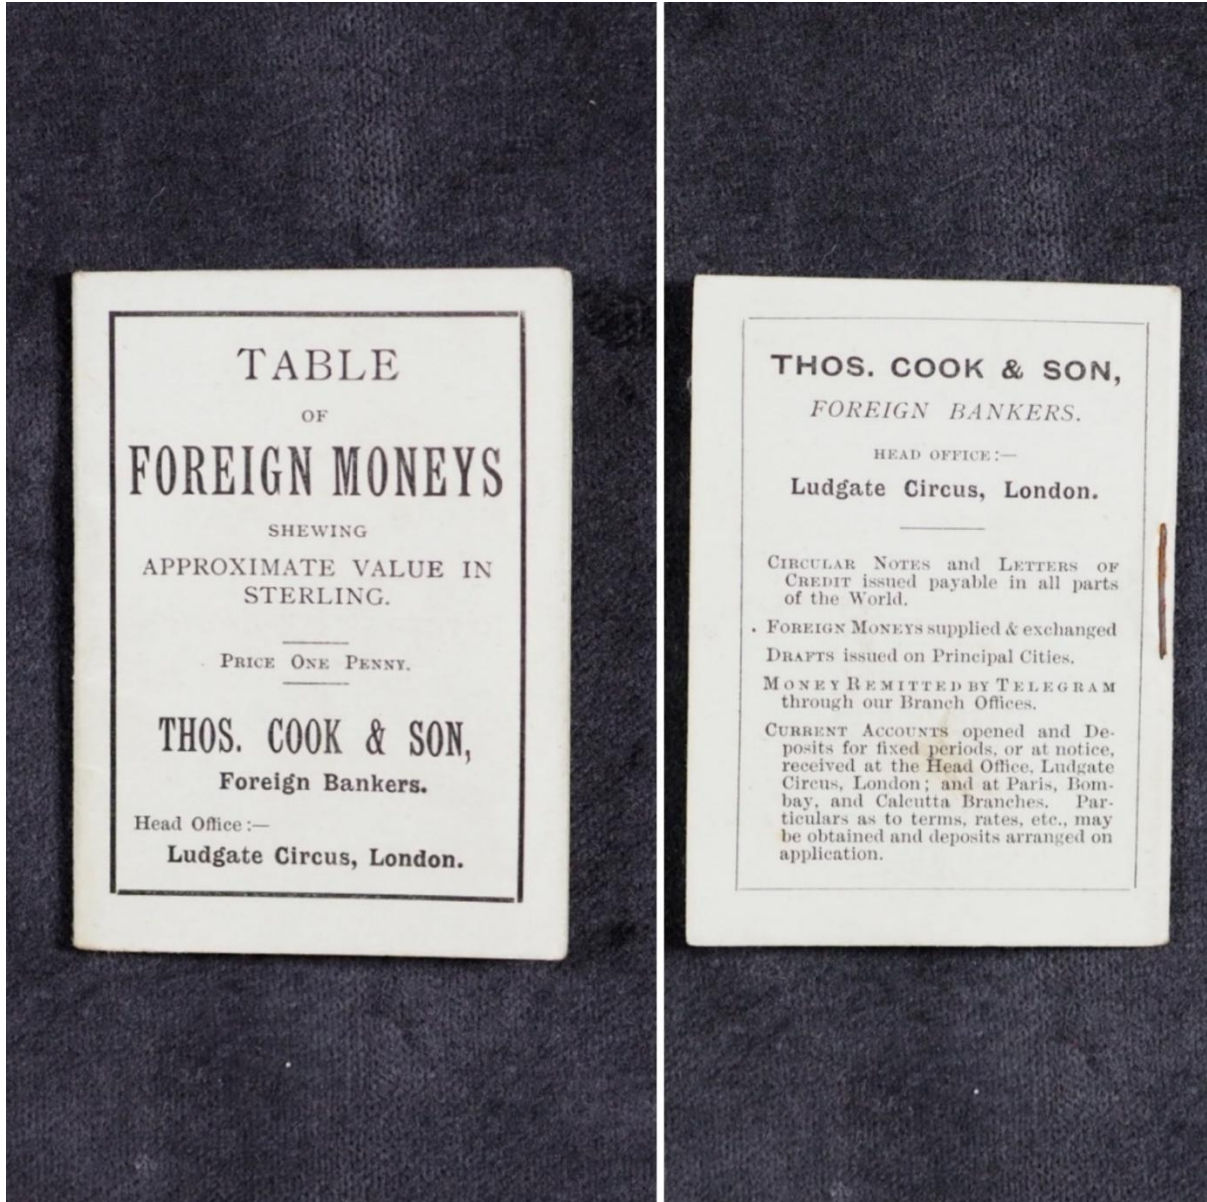 TABLE
OF
FOREIGN MONEYS
SHEWING
APPROXIMATE VALUE IN
STERLING.
PRICE ONE PENNY.
THOS. COOK & SON,
Foreign Bankers.
Head Office:—
Ludgate Circus, London.
THOS. COOK & SON,
FOREIGN BANKERS.
HEAD OFFICE:—
Ludgate Circus, London.
CIRCULAR NOTES and LETTERS OF
CREDIT issued payable in all parts
of the World.
FOREIGN MONEYS supplied & exchanged
DRAFTS issued on Principal Cities.
MONEY REMITTED BY TELEGRAM
through our Branch Offices.
CURRENT ACCOUNTS opened and De-
posits for fixed periods, or at notice,
received at the Head Office, Ludgate
Circus, London; and at Paris, Bom-
bay, and Calcutta Branches. Par-
ticulars as to terms, rates, etc., may
be obtained and deposits arranged on
application.